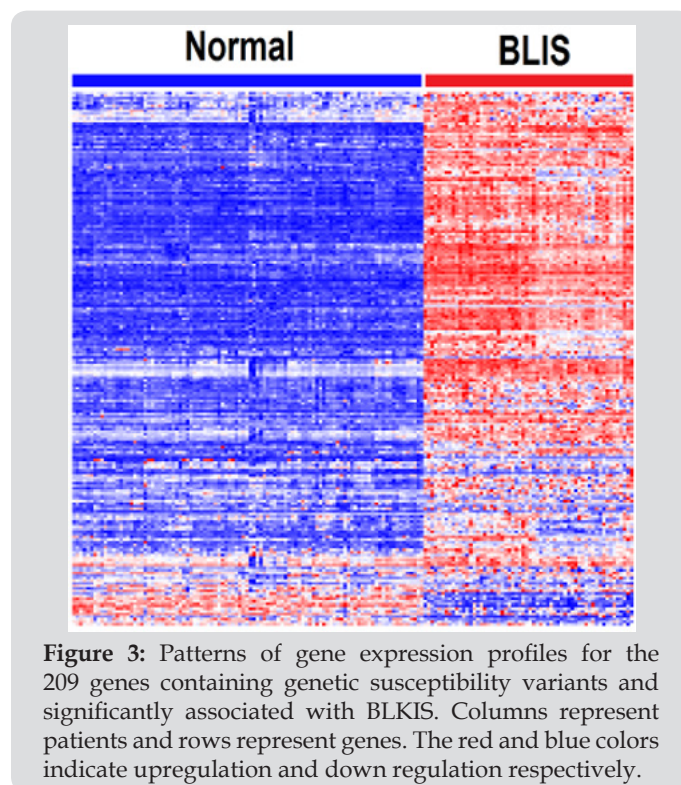 Normal BLIS
Figure 3: Patterns of gene expression profiles for the
209 genes containing genetic susceptibility variants and
significantly associated with BLKIS. Columns represent
patients and rows represent genes. The red and blue colors
indicate upregulation and down regulation respectively.